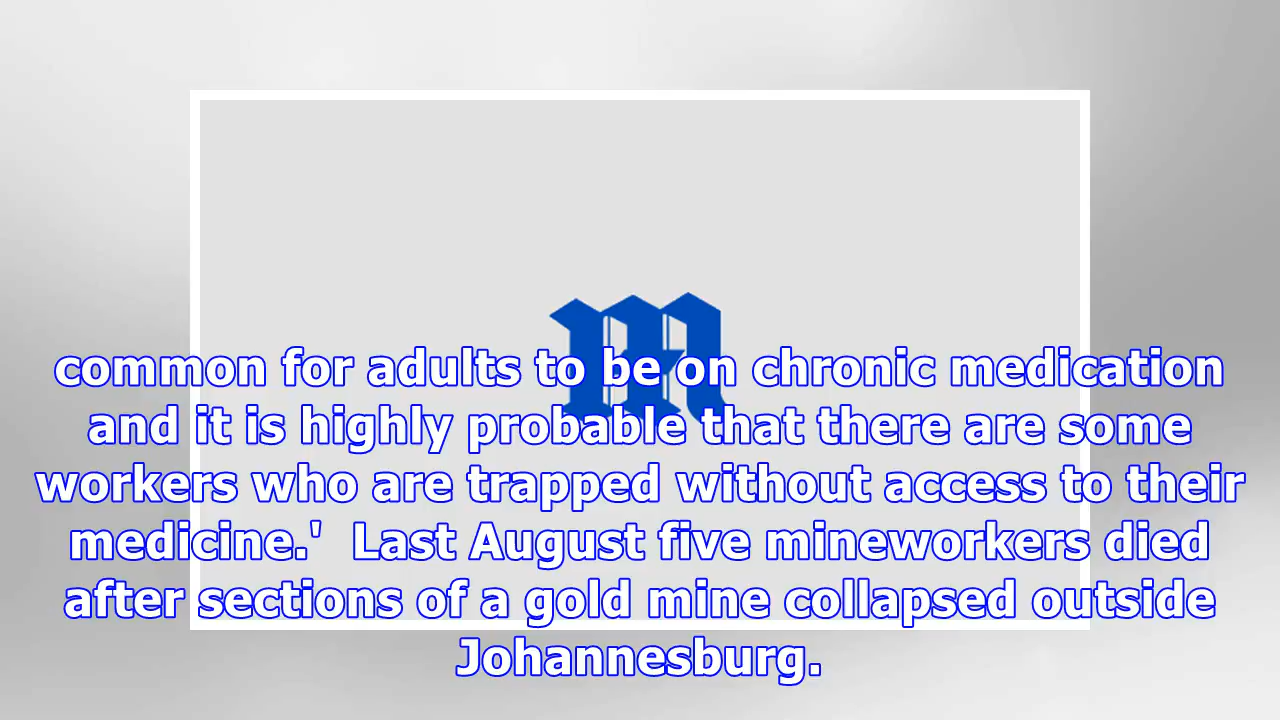 common for adults to be on chronic medication
and it is highly probable that there are some
workers who are trapped without access to their
medicine.'  Last August five mineworkers died
after sections of a gold mine collapsed outside
Johannesburg.